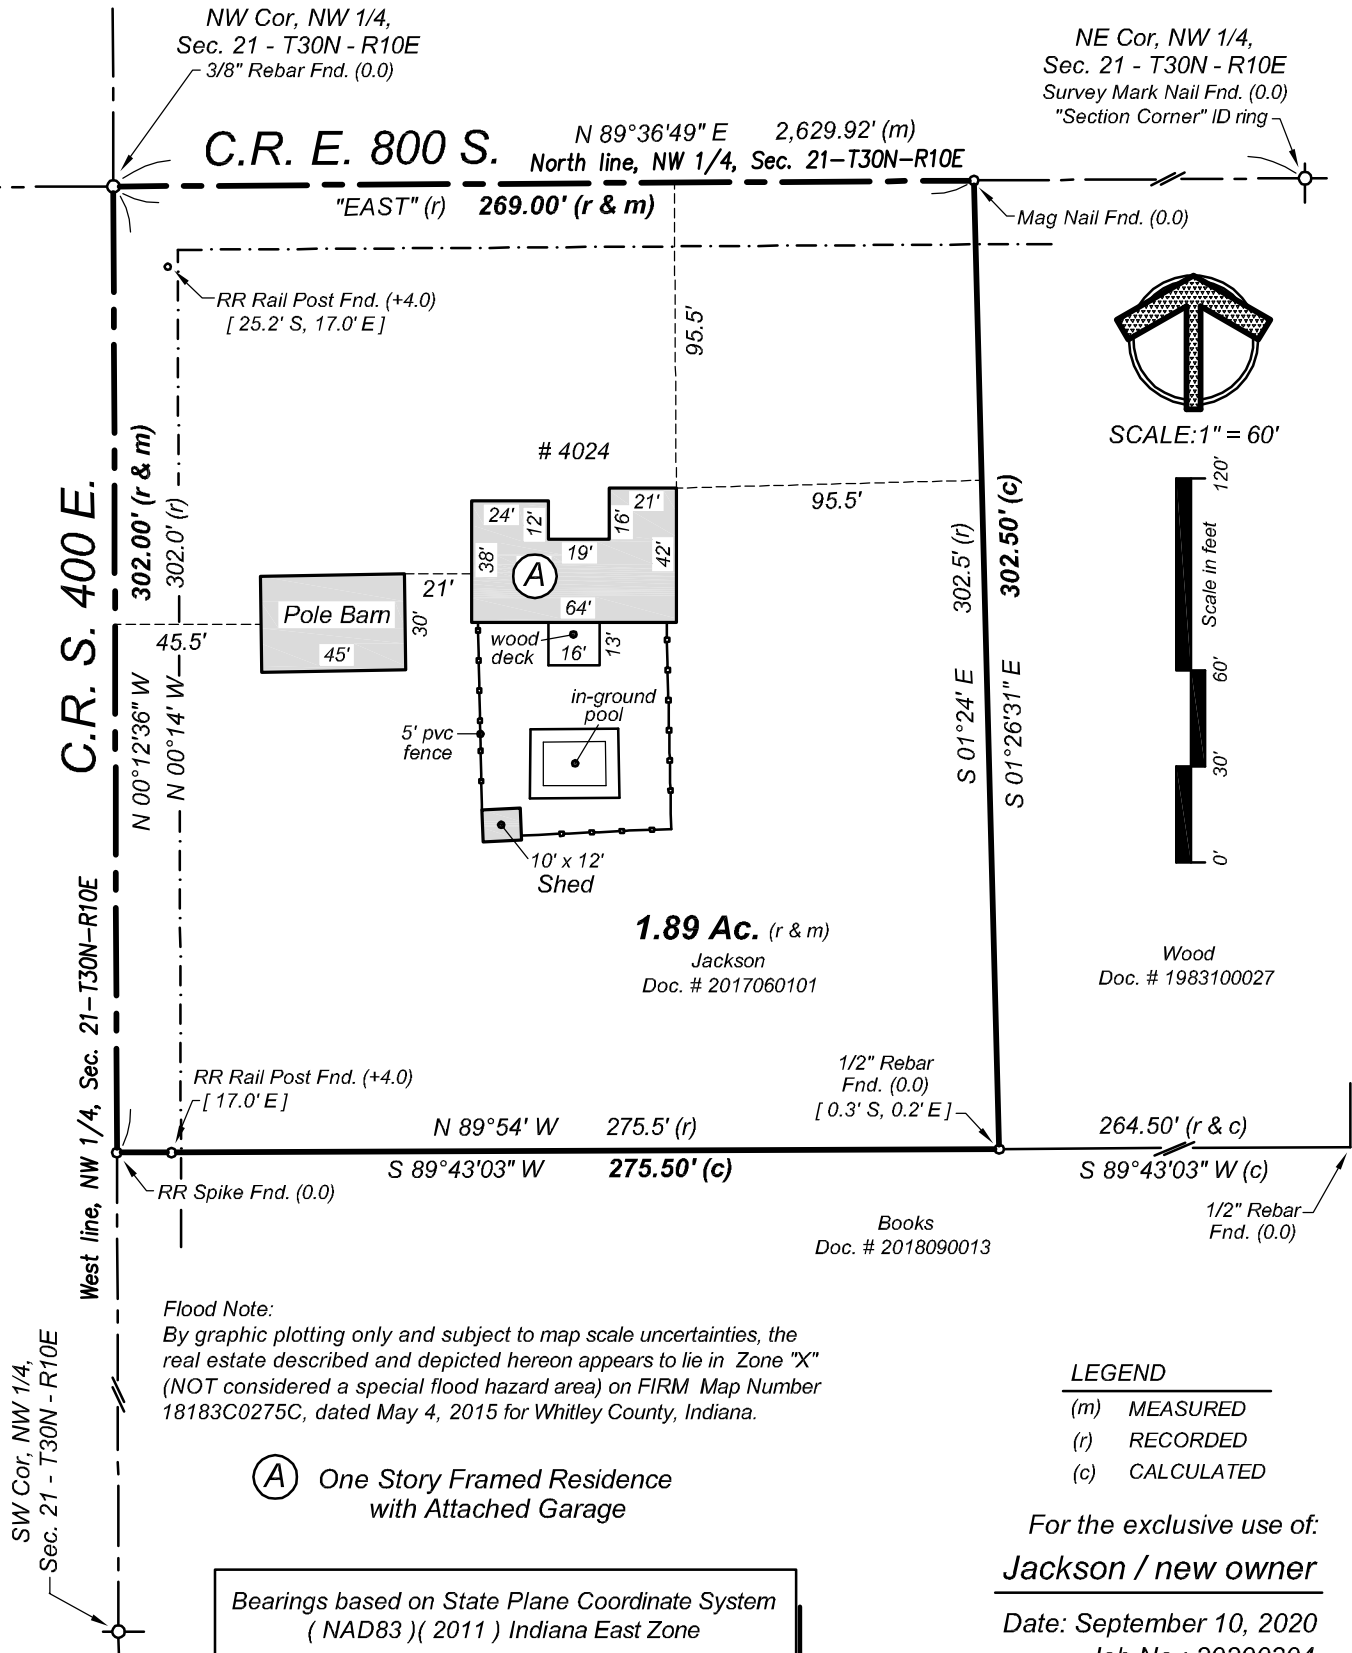 NW Cor, NW 1/4,
Sec. 21 - T30N - R10E
3/8" Rebar Fnd. (0.0)
NE Cor, NW 1/4,
Sec. 21 - T30N - R10E
Survey Mark Nail Fnd. (0.0)
"Section Corner" ID ring
C.R. E. 800 S.
N 89°36'49" E 2,629.92' (m)
North line, NW 1/4, Sec. 21-T30N-R10E
"EAST" (r) 269.00' (r & m)
Mag Nail Fnd. (0.0)
RR Rail Post Fnd. (+4.0)
[ 25.2' S, 17.0' E ]
95.5'
SCALE:1" = 60'
# 4024
95.5'
24'
12'
19'
16'
21'
38'
42'
A
64'
21'
Pole Barn
45'
30'
45.5'
wood
deck
16'
13'
in-ground
pool
5' pvc
fence
10' x 12'
Shed
C.R. S. 400 E.
302.00' (r & m)
302.0' (r)
N 00°12'36" W
N 00°14' W
302.5' (r)
302.50' (c)
S 01°24' E
S 01°26'31" E
120'
60'
30'
0'
Scale in feet
1.89 Ac. (r & m)
Jackson
Doc. # 2017060101
Wood
Doc. # 1983100027
West line, NW 1/4, Sec. 21-T30N-R10E
RR Rail Post Fnd. (+4.0)
[ 17.0' E ]
1/2" Rebar
Fnd. (0.0)
[ 0.3' S, 0.2' E ]
N 89°54' W 275.5' (r)
S 89°43'03" W 275.50' (c)
264.50' (r & c)
S 89°43'03" W (c)
RR Spike Fnd. (0.0)
1/2" Rebar
Fnd. (0.0)
Books
Doc. # 2018090013
Flood Note:
By graphic plotting only and subject to map scale uncertainties, the
real estate described and depicted hereon appears to lie in Zone "X"
(NOT considered a special flood hazard area) on FIRM Map Number
18183C0275C, dated May 4, 2015 for Whitley County, Indiana.
SW Cor, NW 1/4,
Sec. 21 - T30N - R10E
A One Story Framed Residence
with Attached Garage
LEGEND
(m) MEASURED
(r) RECORDED
(c) CALCULATED
For the exclusive use of:
Jackson / new owner
Date: September 10, 2020
Bearings based on State Plane Coordinate System
( NAD83 )( 2011 ) Indiana East Zone